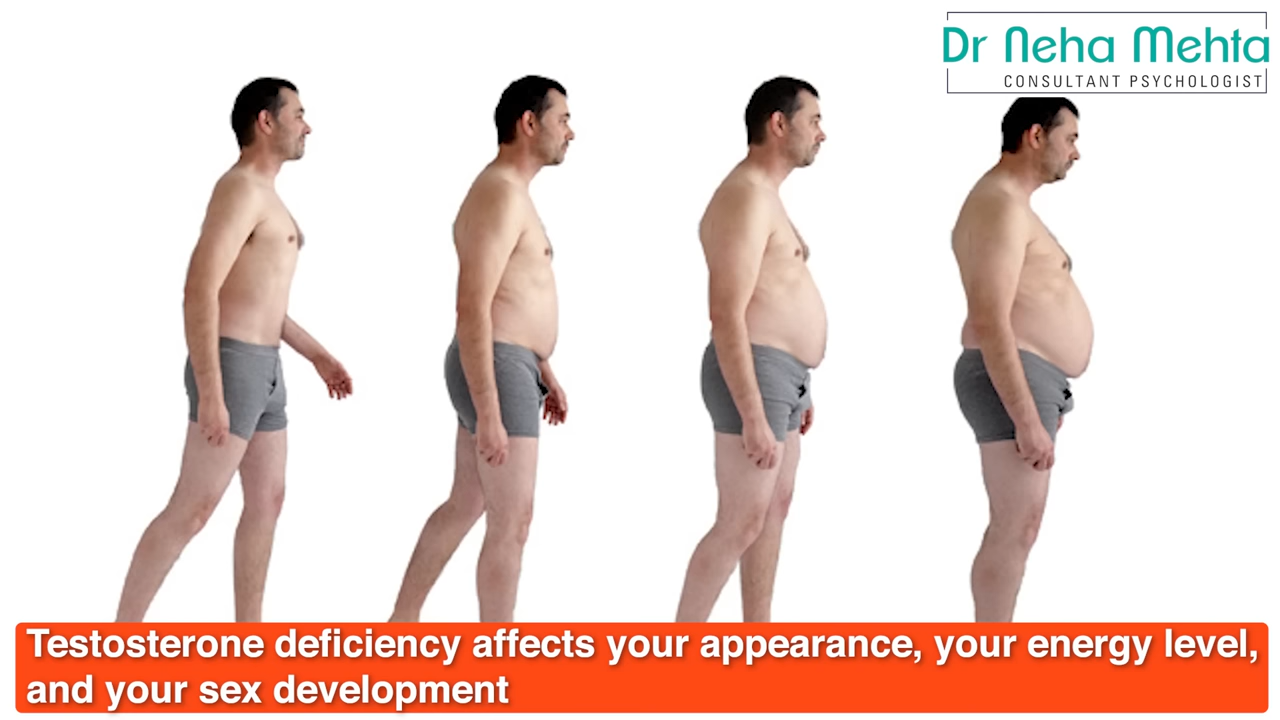 Dr Neha Mehta
CONSULTANT PSYCHOLOGIST
Testosterone deficiency affects your appearance, your energy level,
and your sex development